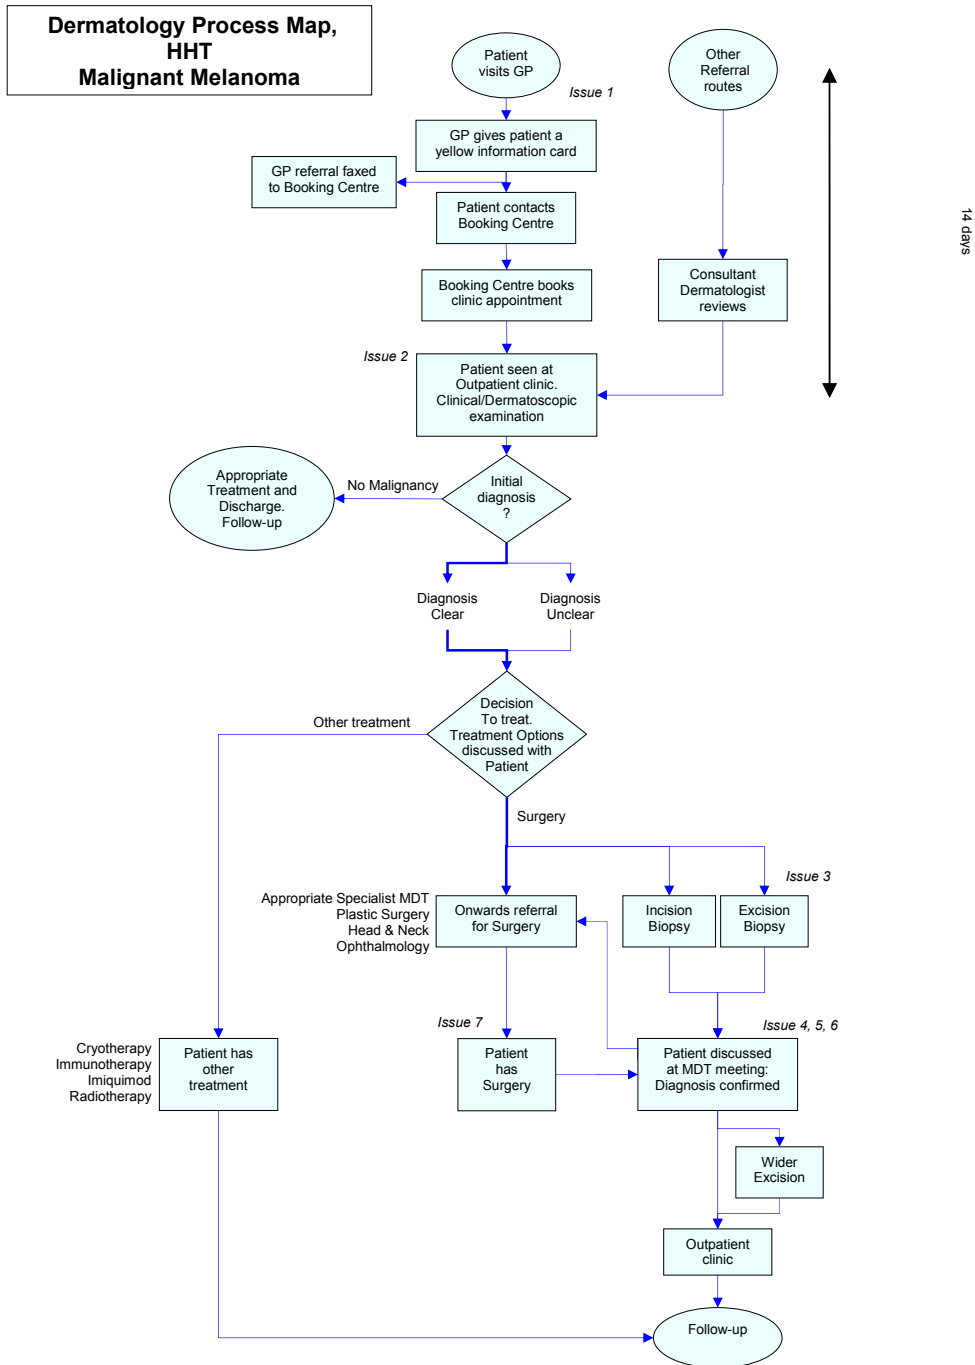 Dermatology Process Map,
HHT
Malignant Melanoma
Patient
visits GP
Other
Referral
routes
Issue 1
GP gives patient a
yellow information card
GP referral faxed
to Booking Centre
Patient contacts
Booking Centre
14 days
Booking Centre books
clinic appointment
Consultant
Dermatologist
reviews
Issue 2
Patient seen at
Outpatient clinic.
Clinical/Dermatoscopic
examination
Appropriate
Treatment and
Discharge.
Follow-up
No Malignancy
Initial
diagnosis
?
Diagnosis
Clear
Diagnosis
Unclear
Other treatment
Decision
To treat.
Treatment Options
discussed with
Patient
Surgery
Issue 3
Appropriate Specialist MDT
Plastic Surgery
Head & Neck
Ophthalmology
Onwards referral
for Surgery
Incision
Biopsy
Excision
Biopsy
Issue 7
Issue 4, 5, 6
Cryotherapy
Immunotherapy
Imiquimod
Radiotherapy
Patient has
other
treatment
Patient
has
Surgery
Patient discussed
at MDT meeting:
Diagnosis confirmed
Wider
Excision
Outpatient
clinic
Follow-up